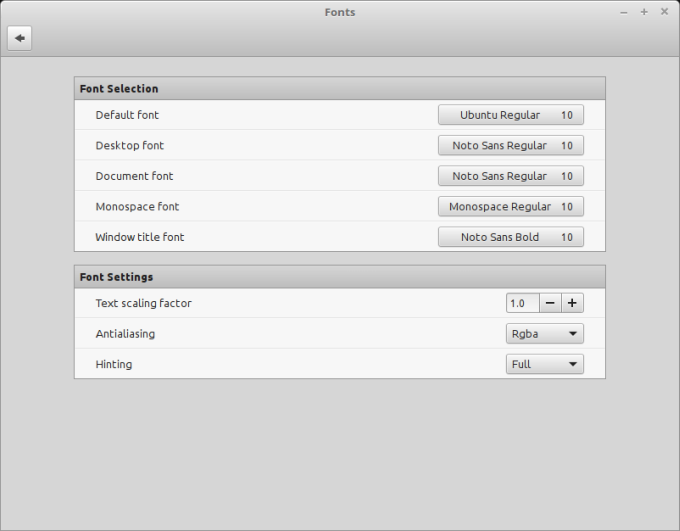 Fonts
Font Selection
Default font Ubuntu Regular 10
Desktop font Noto Sans Regular 10
Document font Noto Sans Regular 10
Monospace font Monospace Regular 10
Window title font Noto Sans Bold 10
Font Settings
Text scaling factor 1.0
Antialiasing Rgba
Hinting Full